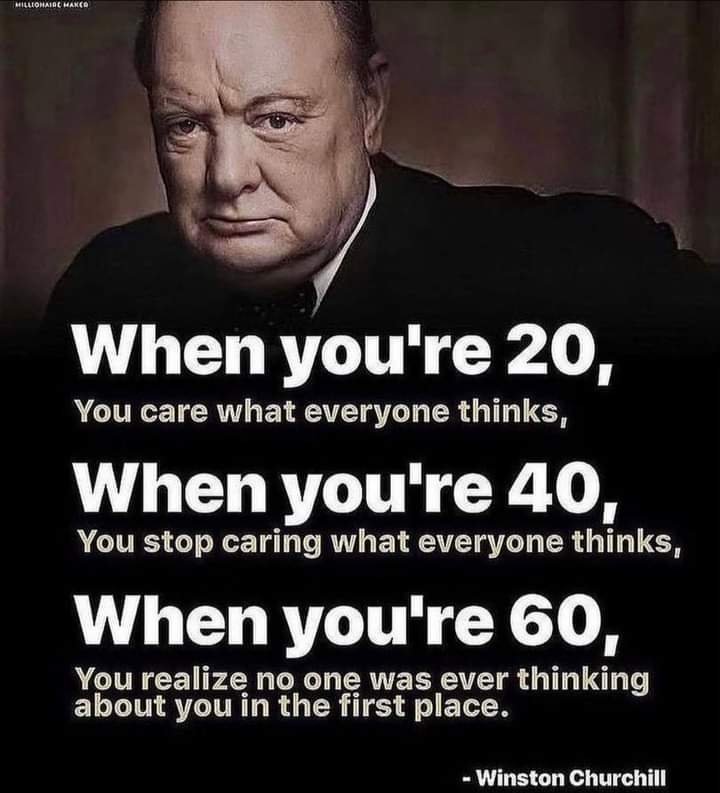 MILLIONAIRE MAKER
When you're 20,
You care what everyone thinks,
When you're 40,
You stop caring what everyone thinks,
When you're 60,
You realize no one was ever thinking
about you in the first place.
- Winston Churchill